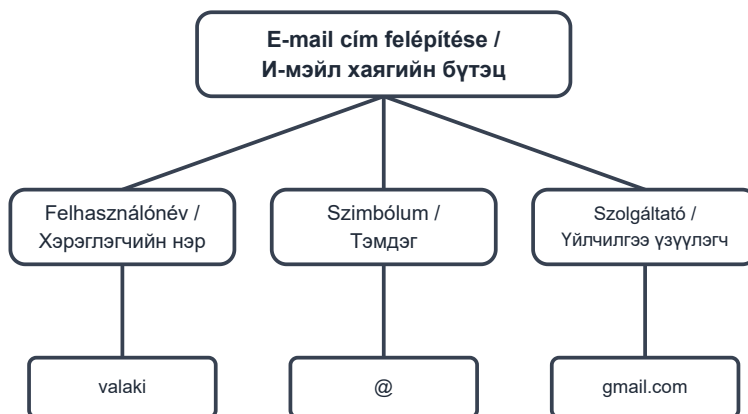 E-mail cím felépítése /
И-мэйл хаягийн бүтэц
Felhasználónév /
Хэрэглэгчийн нэр
Szimbólum /
Тэмдэг
Szolgáltató /
Үйлчилгээ үзүүлэгч
valaki
@
gmail.com